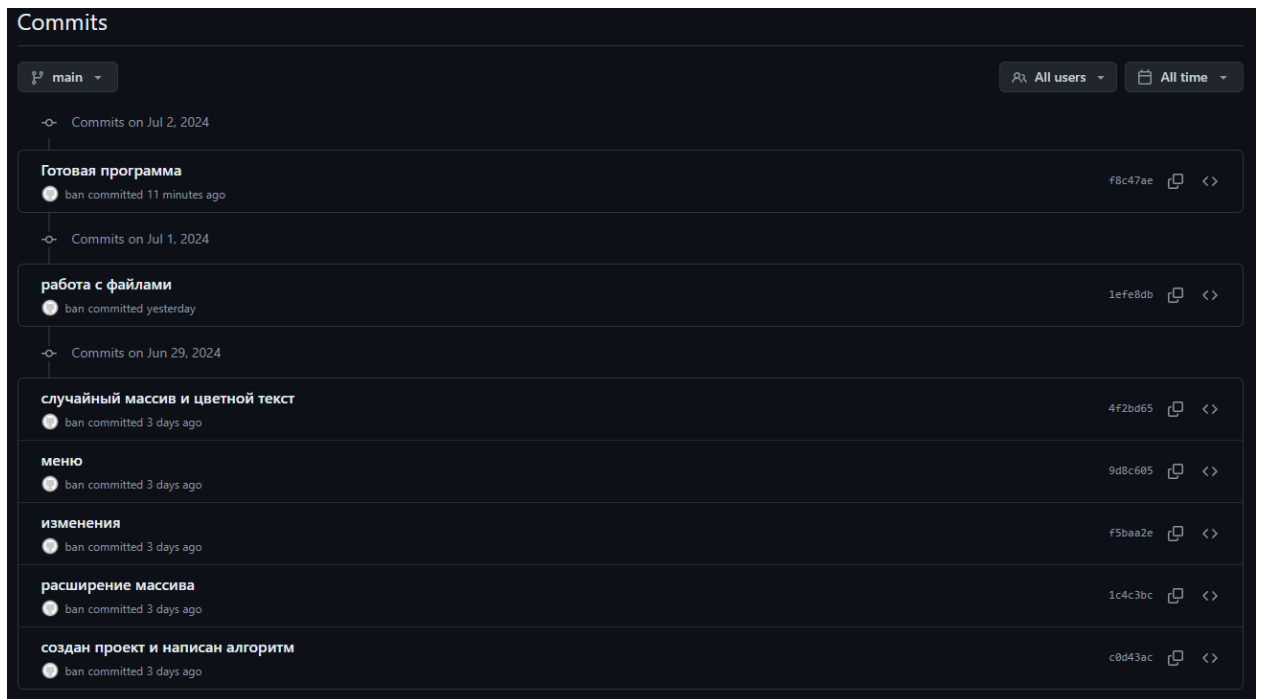 Commits
main
All users
All time
Commits on Jul 2, 2024
Готовая программа
f8c47ae
ban committed 11 minutes ago
Commits on Jul 1, 2024
работа с файлами
1efe8db
ban committed yesterday
Commits on Jun 29, 2024
случайный массив и цветной текст
4f2bd65
ban committed 3 days ago
меню
9d8c605
ban committed 3 days ago
изменения
f5baa2e
ban committed 3 days ago
расширение массива
1c4c3bc
ban committed 3 days ago
создан проект и написан алгоритм
c0d43ac
ban committed 3 days ago